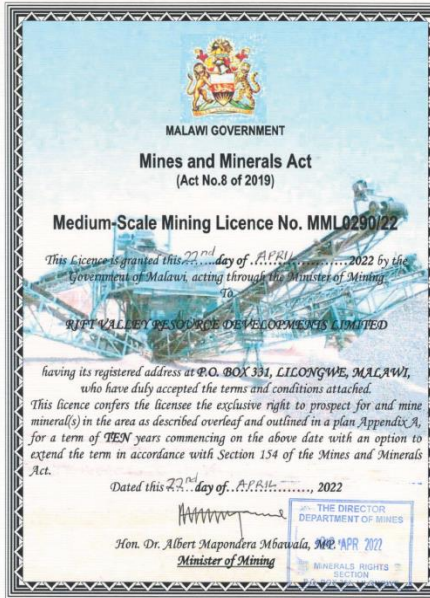 MALAWI GOVERNMENT
Mines and Minerals Act
(Act No.8 of 2019)
Medium-Scale Mining Licence No. MML0290/22
This Licence is granted this 22nd day of APRIL 2022 by the
Government of Malawi, acting through the Minister of Mining
To
RIFT VALLEY RESOURCE DEVELOPMENTS LIMITED
having its registered address at P.O. BOX 331, LILONGWE, MALAWI,
who have duly accepted the terms and conditions attached.
This licence confers the licensee the exclusive right to prospect for and mine
mineral(s) in the area as described overleaf and outlined in a plan Appendix A,
for a term of TEN years commencing on the above date with an option to
extend the term in accordance with Section 154 of the Mines and Minerals
Act.
Dated this 22nd day of APRIL, 2022
Hon. Dr. Albert Mapondera Mbawala, MP.
Minister of Mining
THE DIRECTOR
DEPARTMENT OF MINES
APR 2022
MINERALS RIGHTS
SECTION